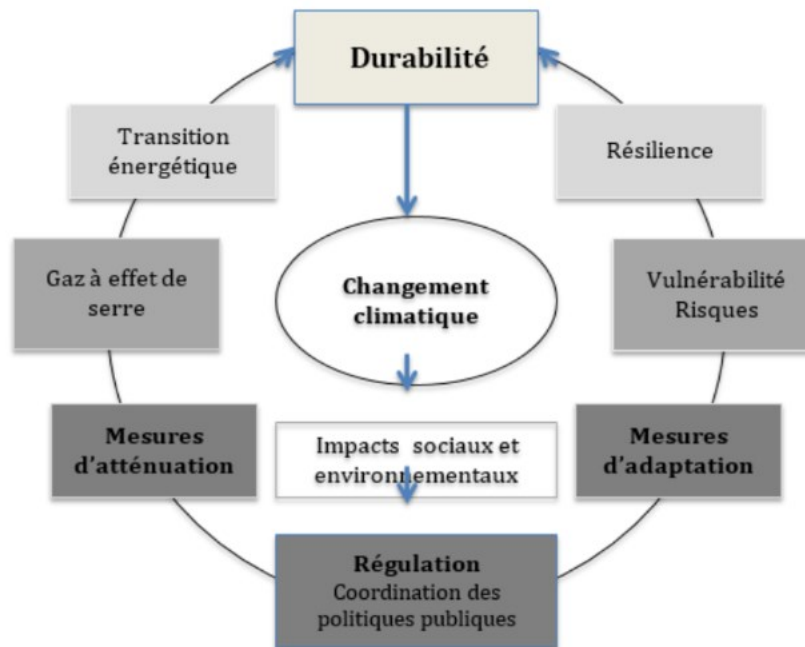 Durabilité
Transition
énergétique
Résilience
Gaz à effet de
serre
Changement
climatique
Vulnérabilité
Risques
Mesures
d'atténuation
Impacts sociaux et
environnementaux
Mesures
d'adaptation
Régulation
Coordination des
politiques publiques